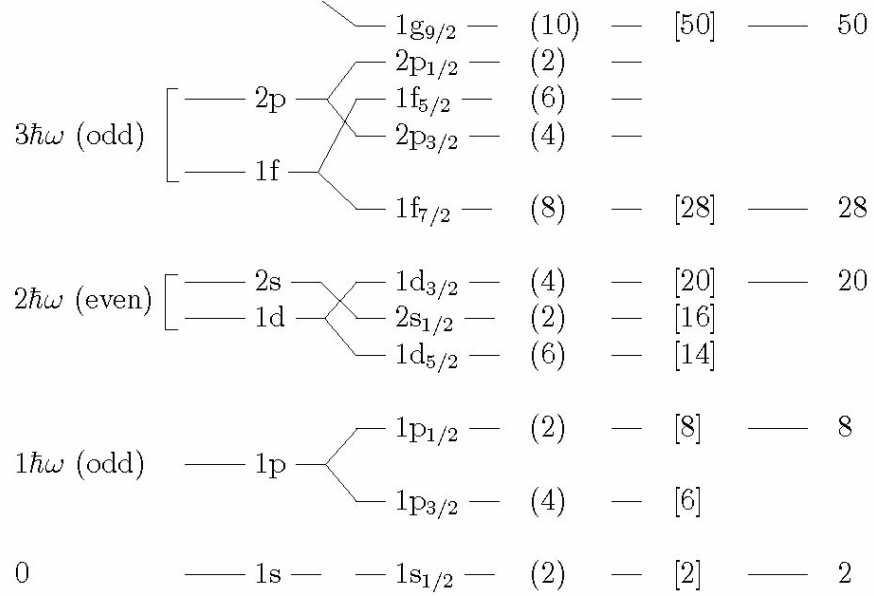 1g9/2 (10) [50] 50
2p1/2 (2)
2p 1f5/2 (6)
3ℏω (odd)
2p3/2 (4)
1f
1f7/2 (8) [28] 28
2s 1d3/2 (4) [20] 20
2ℏω (even)
1d 2s1/2 (2) [16]
1d5/2 (6) [14]
1p1/2 (2) [8] 8
1ℏω (odd) 1p
1p3/2 (4) [6]
0 1s 1s1/2 (2) [2] 2